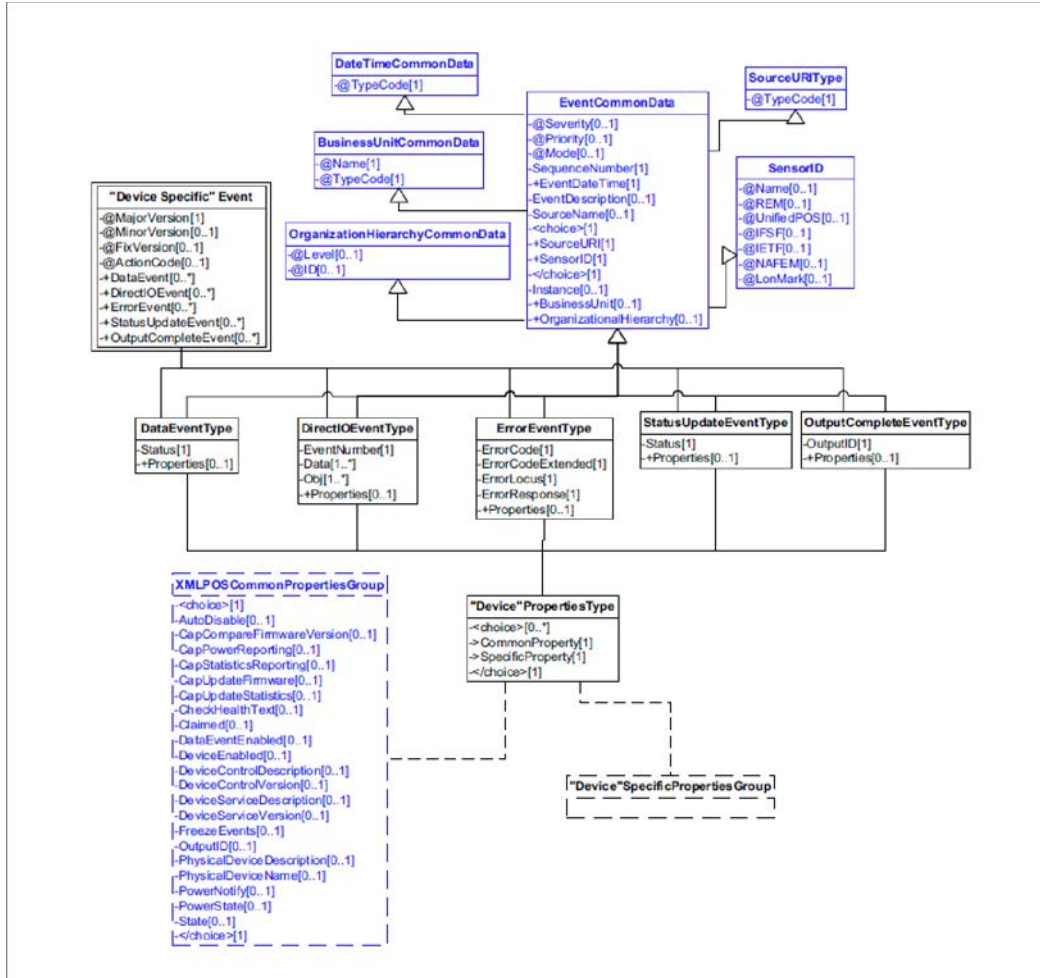 DateTimeCommonData
-@TypeCode[1]
SourceURIType
-@TypeCode[1]
EventCommonData
-@Severity[0..1]
-@Priority[0..1]
-@Mode[0..1]
-SequenceNumber[1]
-+EventDateTime[1]
-EventDescription[0..1]
-SourceName[0..1]
-<choice>[1]
-+SourceURI[1]
-+SensorID[1]
-</choice>[1]
-Instance[0..1]
-+BusinessUnit[0..1]
-+OrganizationalHierarchy[0..1]
BusinessUnitCommonData
-@Name[1]
-@TypeCode[1]
SensorID
-@Name[0..1]
-@REM[0..1]
-@UnifiedPOS[0..1]
-@IFSF[0..1]
-@IETF[0..1]
-@NAFEM[0..1]
-@LonMark[0..1]
"Device Specific" Event
-@MajorVersion[1]
-@MinorVersion[0..1]
-@FixVersion[0..1]
-@ActionCode[0..1]
-+DataEvent[0..*]
-+DirectIOEvent[0..*]
-+ErrorEvent[0..*]
-+StatusUpdateEvent[0..*]
-+OutputCompleteEvent[0..*]
OrganizationHierarchyCommonData
-@Level[0..1]
-@ID[0..1]
DataEventType
-Status[1]
-+Properties[0..1]
DirectIOEventType
-EventNumber[1]
-Data[1..*]
-Obj[1..*]
-+Properties[0..1]
ErrorEventType
-ErrorCode[1]
-ErrorCodeExtended[1]
-ErrorLocus[1]
-ErrorResponse[1]
-+Properties[0..1]
StatusUpdateEventType
-Status[1]
-+Properties[0..1]
OutputCompleteEventType
-OutputID[1]
-+Properties[0..1]
XMLPOSCommonPropertiesGroup
-<choice>[1]
-AutoDisable[0..1]
-CapCompareFirmwareVersion[0..1]
-CapPowerReporting[0..1]
-CapStatisticsReporting[0..1]
-CapUpdateFirmware[0..1]
-CapUpdateStatistics[0..1]
-CheckHealthText[0..1]
-Claimed[0..1]
-DataEventEnabled[0..1]
-DeviceEnabled[0..1]
-DeviceControlDescription[0..1]
-DeviceControlVersion[0..1]
-DeviceServiceDescription[0..1]
-DeviceServiceVersion[0..1]
-FreezeEvents[0..1]
-OutputID[0..1]
-PhysicalDeviceDescription[0..1]
-PhysicalDeviceName[0..1]
-PowerNotify[0..1]
-PowerState[0..1]
-State[0..1]
-</choice>[1]
"Device"PropertiesType
-<choice>[0..*]
->CommonProperty[1]
->SpecificProperty[1]
-</choice>[1]
"Device"SpecificPropertiesGroup